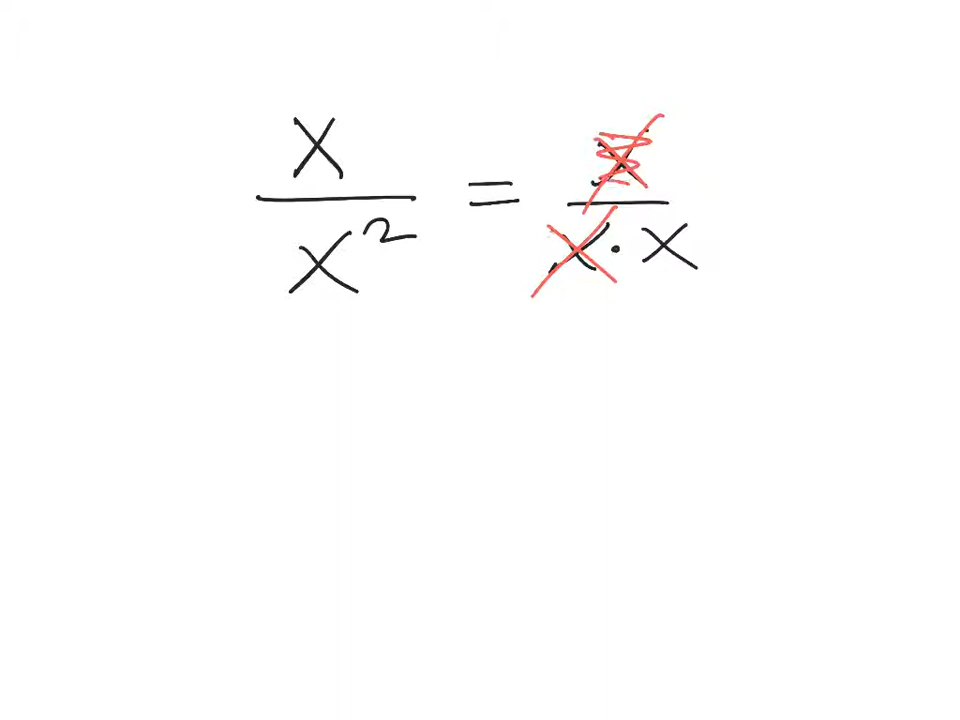 x/x² = x/(x · x)